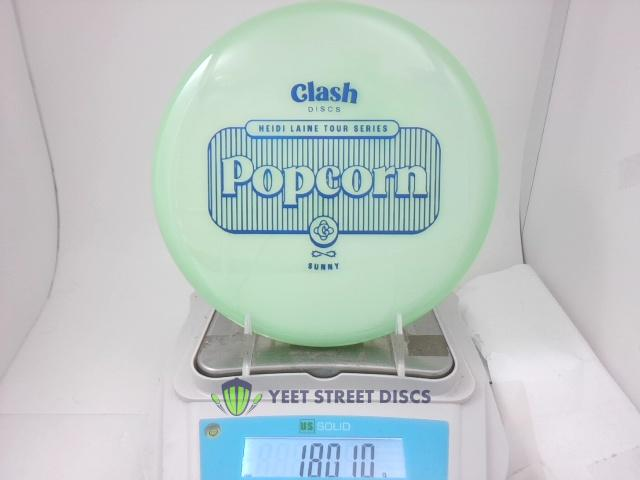 Clash
DISCS
HEIDI LAINE TOUR SERIES
Popcorn
SUNNY
YEET STREET DISCS
US SOLID
180.10 g